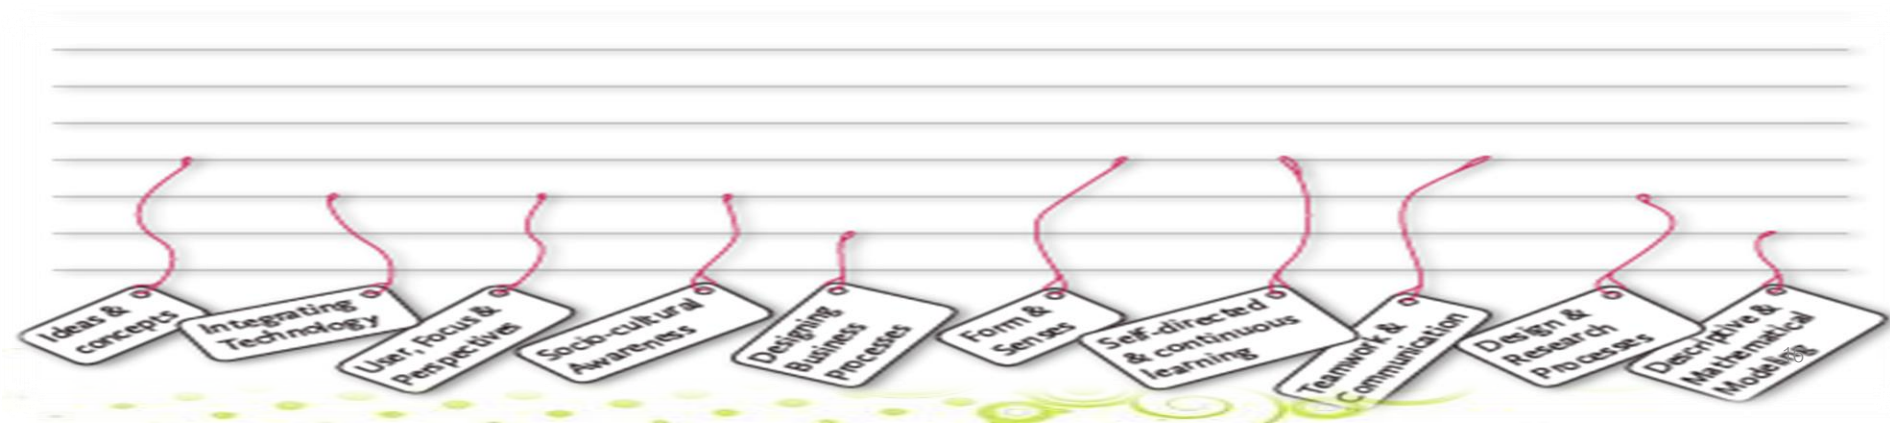 Ideas &
concepts
Integrating
Technology
User, Focus &
Perspectives
Socio-cultural
Awareness
Designing
Business
processes
Form &
Senses
Self-directed
& continuous
learning
Teamwork &
Communication
Design &
Research
Processes
Descriptive &
Mathematical
Modeling